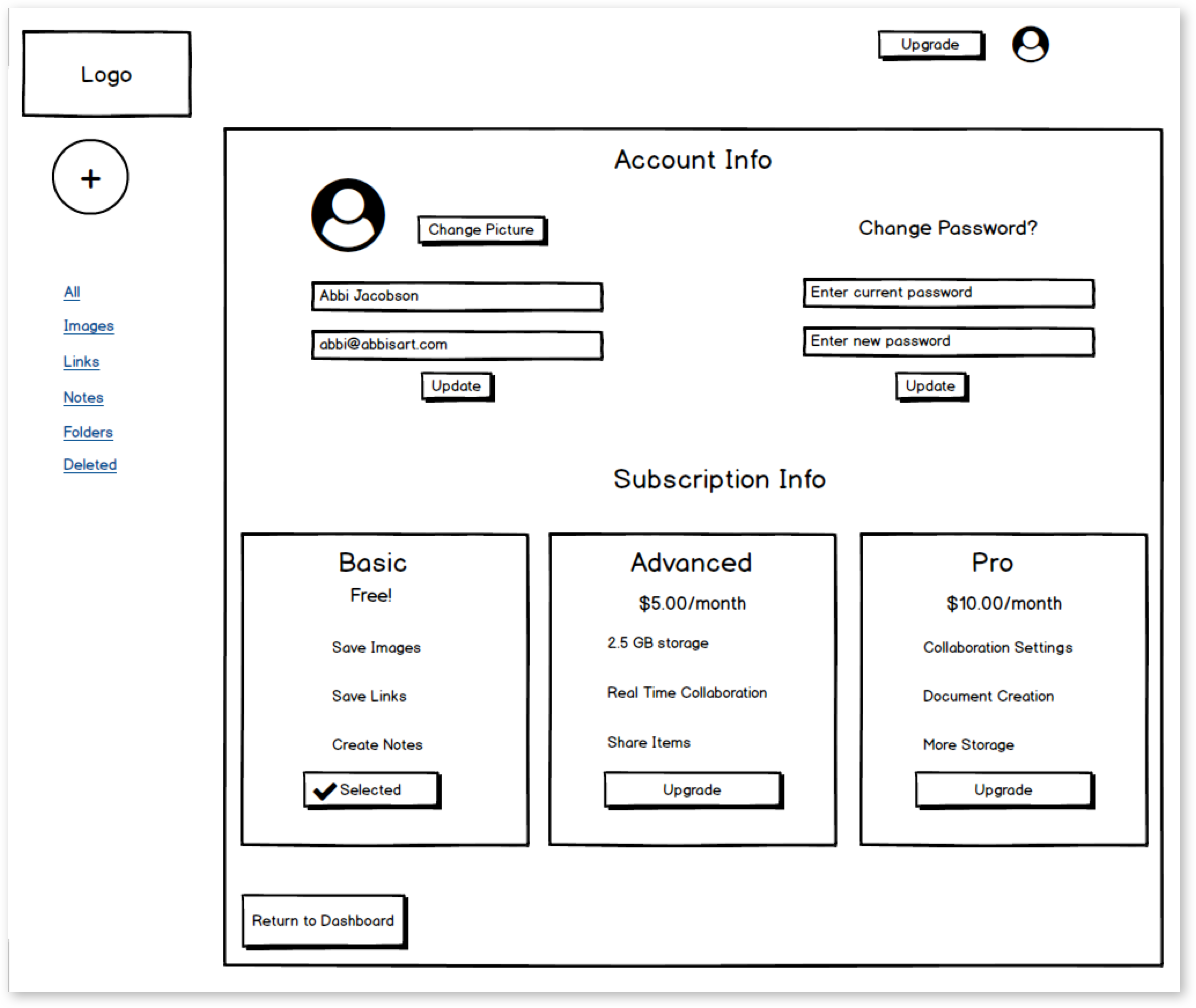 Logo
Upgrade
+
All
Images
Links
Notes
Folders
Deleted
Account Info
Change Picture
Abbi Jacobson
abbi@abbisart.com
Update
Change Password?
Enter current password
Enter new password
Update
Subscription Info
Basic
Free!
Save Images
Save Links
Create Notes
Selected
Advanced
$5.00/month
2.5 GB storage
Real Time Collaboration
Share Items
Upgrade
Pro
$10.00/month
Collaboration Settings
Document Creation
More Storage
Upgrade
Return to Dashboard